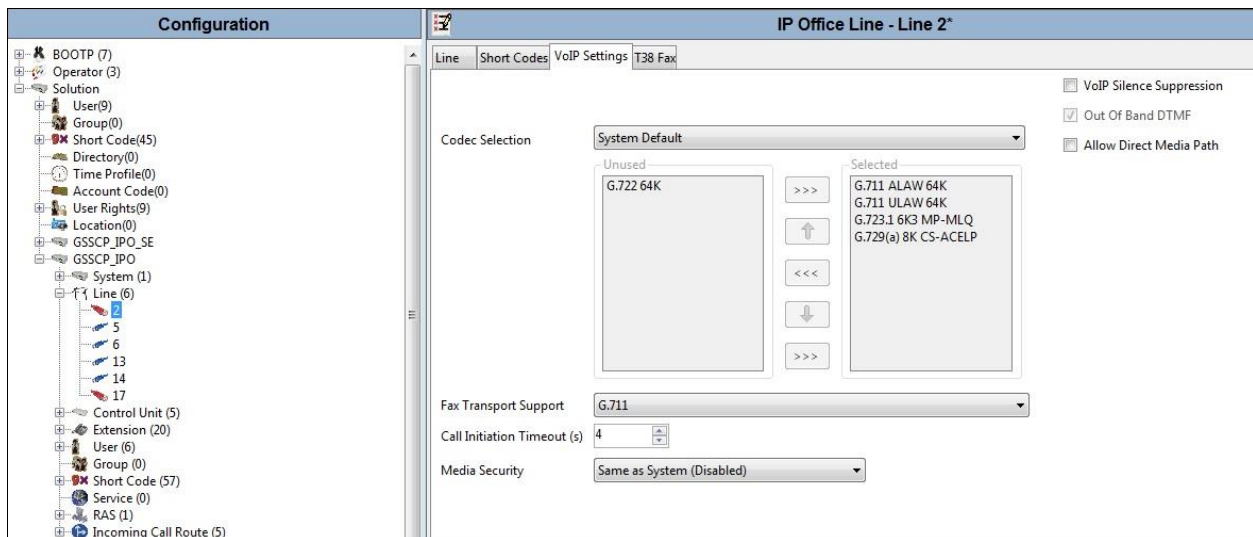 Configuration
BOOTP (7)
Operator (3)
Solution
User(9)
Group(0)
Short Code(45)
Directory(0)
Time Profile(0)
Account Code(0)
User Rights(9)
Location(0)
GSSCP_IPO_SE
GSSCP_IPO
System (1)
Line (6)
2
5
6
13
14
17
Control Unit (5)
Extension (20)
User (6)
Group (0)
Short Code (57)
Service (0)
RAS (1)
Incoming Call Route (5)
IP Office Line - Line 2*
Line Short Codes VoIP Settings T38 Fax
VoIP Silence Suppression
Out Of Band DTMF
Allow Direct Media Path
Codec Selection System Default
Unused
G.722 64K
>>>
<<<
>>>
Selected
G.711 ALAW 64K
G.711 ULAW 64K
G.723.1 6K3 MP-MLQ
G.729(a) 8K CS-ACELP
Fax Transport Support G.711
Call Initiation Timeout (s) 4
Media Security Same as System (Disabled)